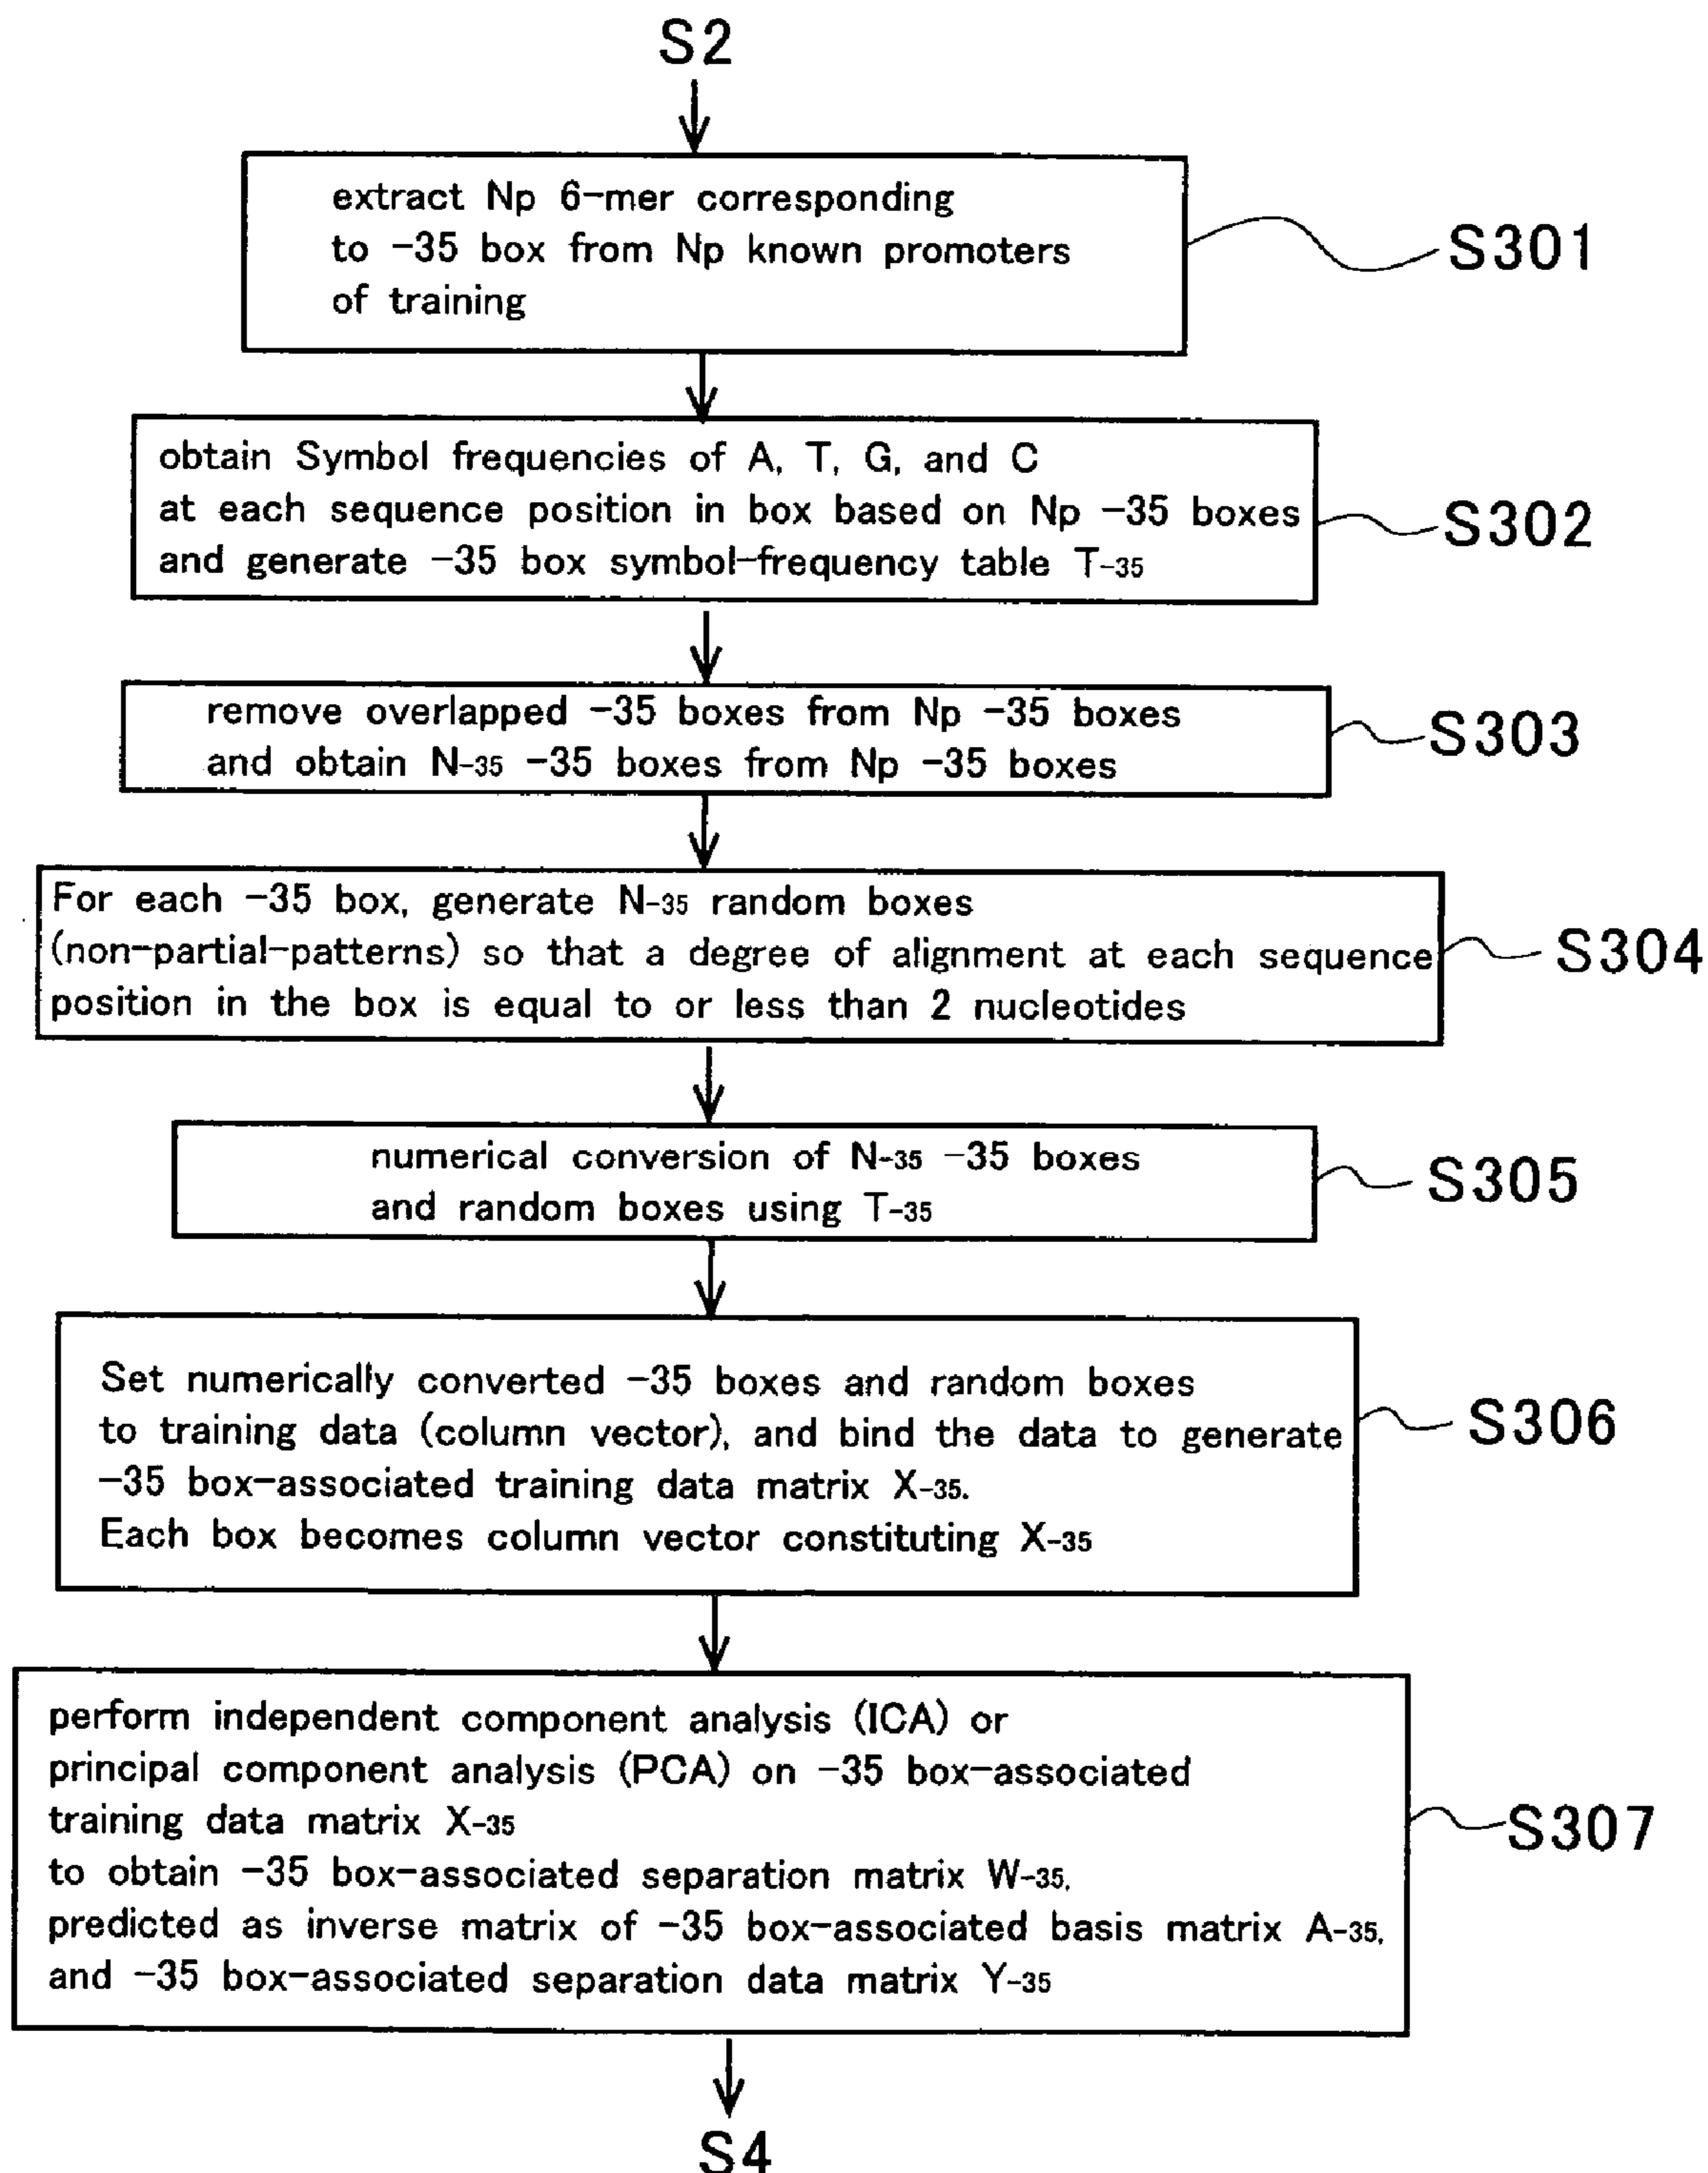 S2
extract Np 6-mer corresponding
to -35 box from Np known promoters
of training
S301
obtain Symbol frequencies of A, T, G, and C
at each sequence position in box based on Np -35 boxes
and generate -35 box symbol-frequency table T-35
S302
remove overlapped -35 boxes from Np -35 boxes
and obtain N-35 -35 boxes from Np -35 boxes
S303
For each -35 box, generate N-35 random boxes
(non-partial-patterns) so that a degree of alignment at each sequence
position in the box is equal to or less than 2 nucleotides
S304
numerical conversion of N-35 -35 boxes
and random boxes using T-35
S305
Set numerically converted -35 boxes and random boxes
to training data (column vector), and bind the data to generate
-35 box-associated training data matrix X-35.
Each box becomes column vector constituting X-35
S306
perform independent component analysis (ICA) or
principal component analysis (PCA) on -35 box-associated
training data matrix X-35
to obtain -35 box-associated separation matrix W-35,
predicted as inverse matrix of -35 box-associated basis matrix A-35,
and -35 box-associated separation data matrix Y-35
S307
S4